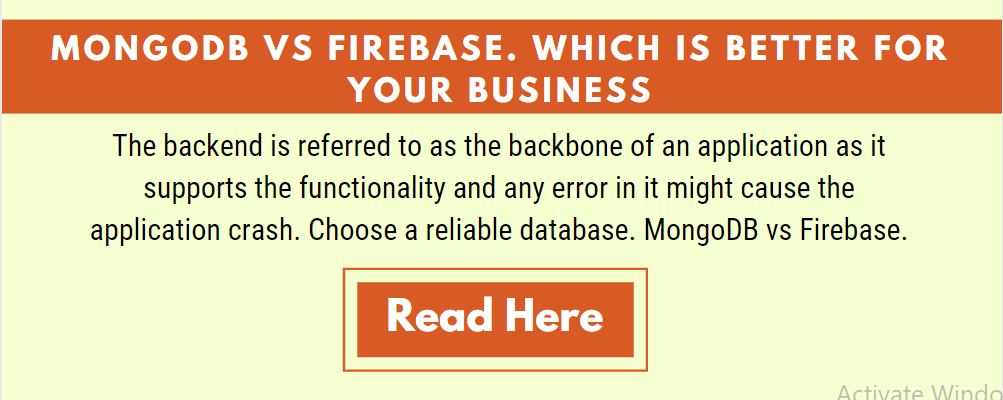 MONGODB VS FIREBASE. WHICH IS BETTER FOR
YOUR BUSINESS
The backend is referred to as the backbone of an application as it
supports the functionality and any error in it might cause the
application crash. Choose a reliable database. MongoDB vs Firebase.
Read Here
Activate Windo